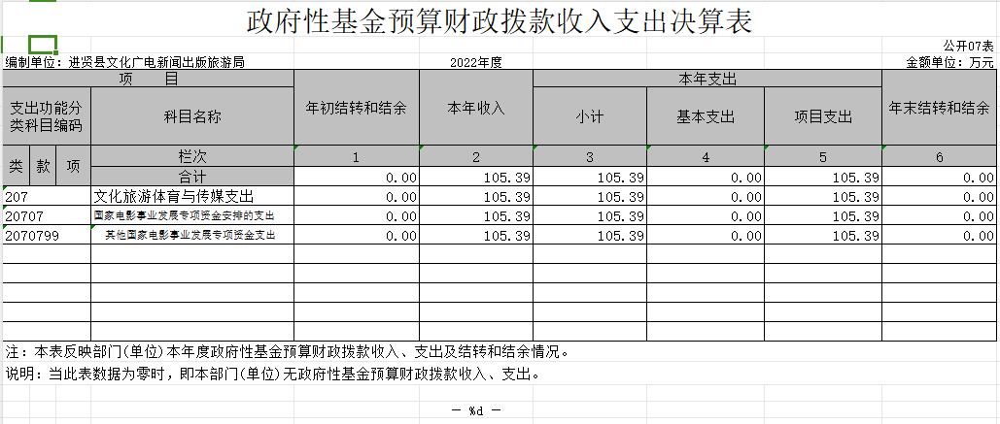 政府性基金预算财政拨款收入支出决算表
公开07表
编制单位：进贤县文化广电新闻出版旅游局 2022年度 金额单位：万元
项 目 年初结转和结余 本年收入 本年支出 年末结转和结余
支出功能分类科目编码 科目名称 小计 基本支出 项目支出
类 款 项 栏次 1 2 3 4 5 6
合计 0.00 105.39 105.39 0.00 105.39 0.00
207 文化旅游体育与传媒支出 0.00 105.39 105.39 0.00 105.39 0.00
20707 国家电影事业发展专项资金安排的支出 0.00 105.39 105.39 0.00 105.39 0.00
2070799 其他国家电影事业发展专项资金支出 0.00 105.39 105.39 0.00 105.39 0.00
注：本表反映部门(单位)本年度政府性基金预算财政拨款收入、支出及结转和结余情况。
说明：当此表数据为零时，即本部门(单位)无政府性基金预算财政拨款收入、支出。
— %d —